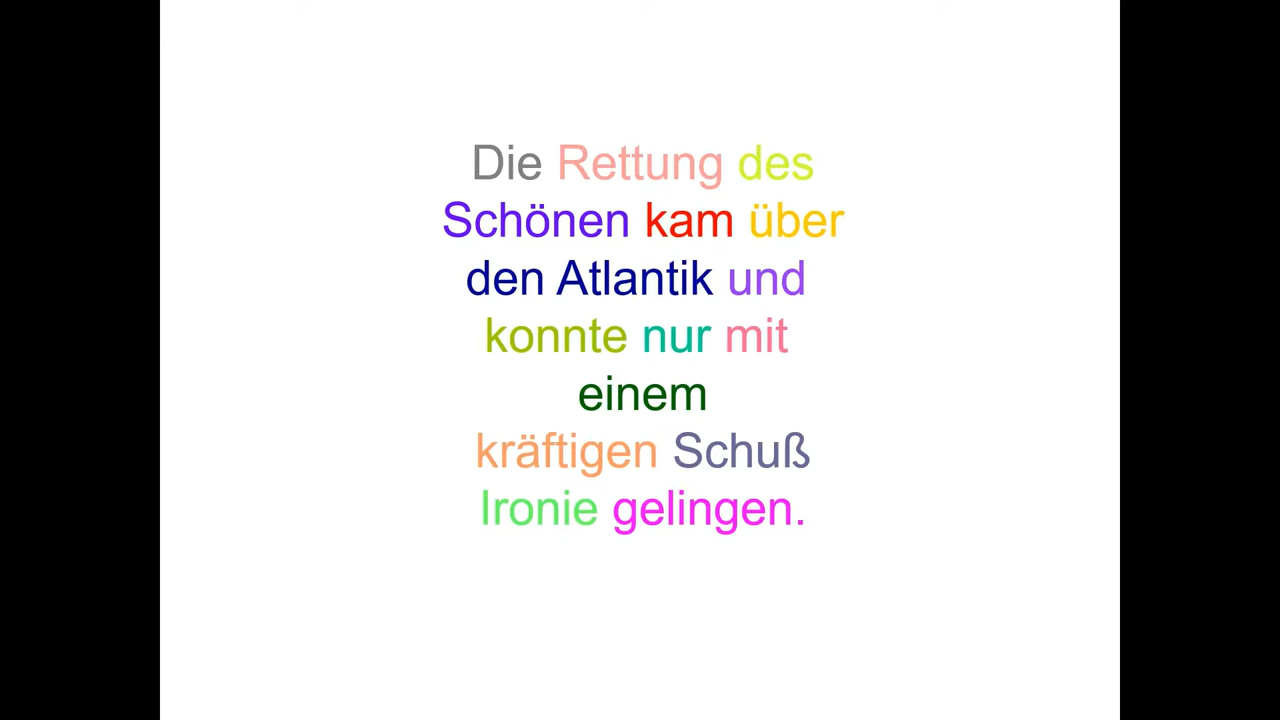 Die Rettung des
Schönen kam über
den Atlantik und
konnte nur mit
einem
kräftigen Schuß
Ironie gelingen.